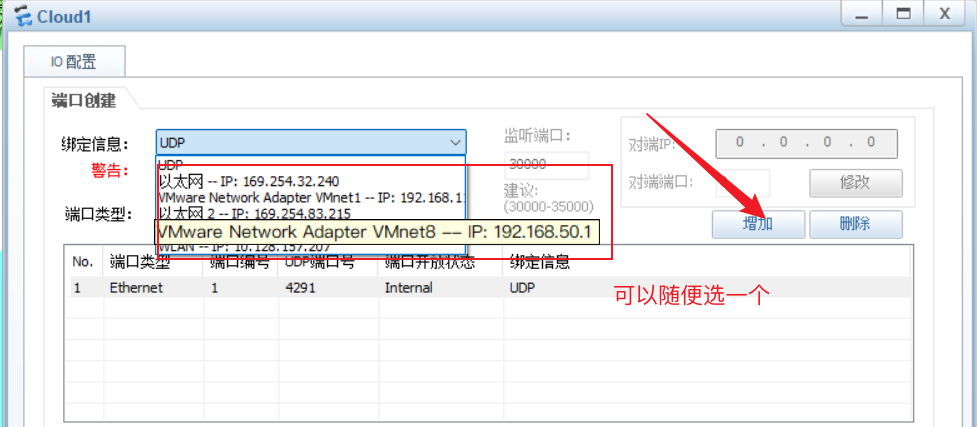 Cloud1
IO 配置
端口创建
绑定信息: UDP
监听端口:
对端IP: 0 . 0 . 0 . 0
警告:
UDP
30000
以太网 -- IP: 169.254.32.240
建议:
对端端口:
修改
VMware Network Adapter VMnet1 -- IP: 192.168.1
(30000-35000)
端口类型:
以太网 2 -- IP: 169.254.83.215
增加
删除
VMware Network Adapter VMnet8 -- IP: 192.168.50.1
WLAN -- IP: 10.128.157.207
No. 端口类型 端口编号 UDP端口号 端口开放状态 绑定信息
1 Ethernet 1 4291 Internal UDP
可以随便选一个